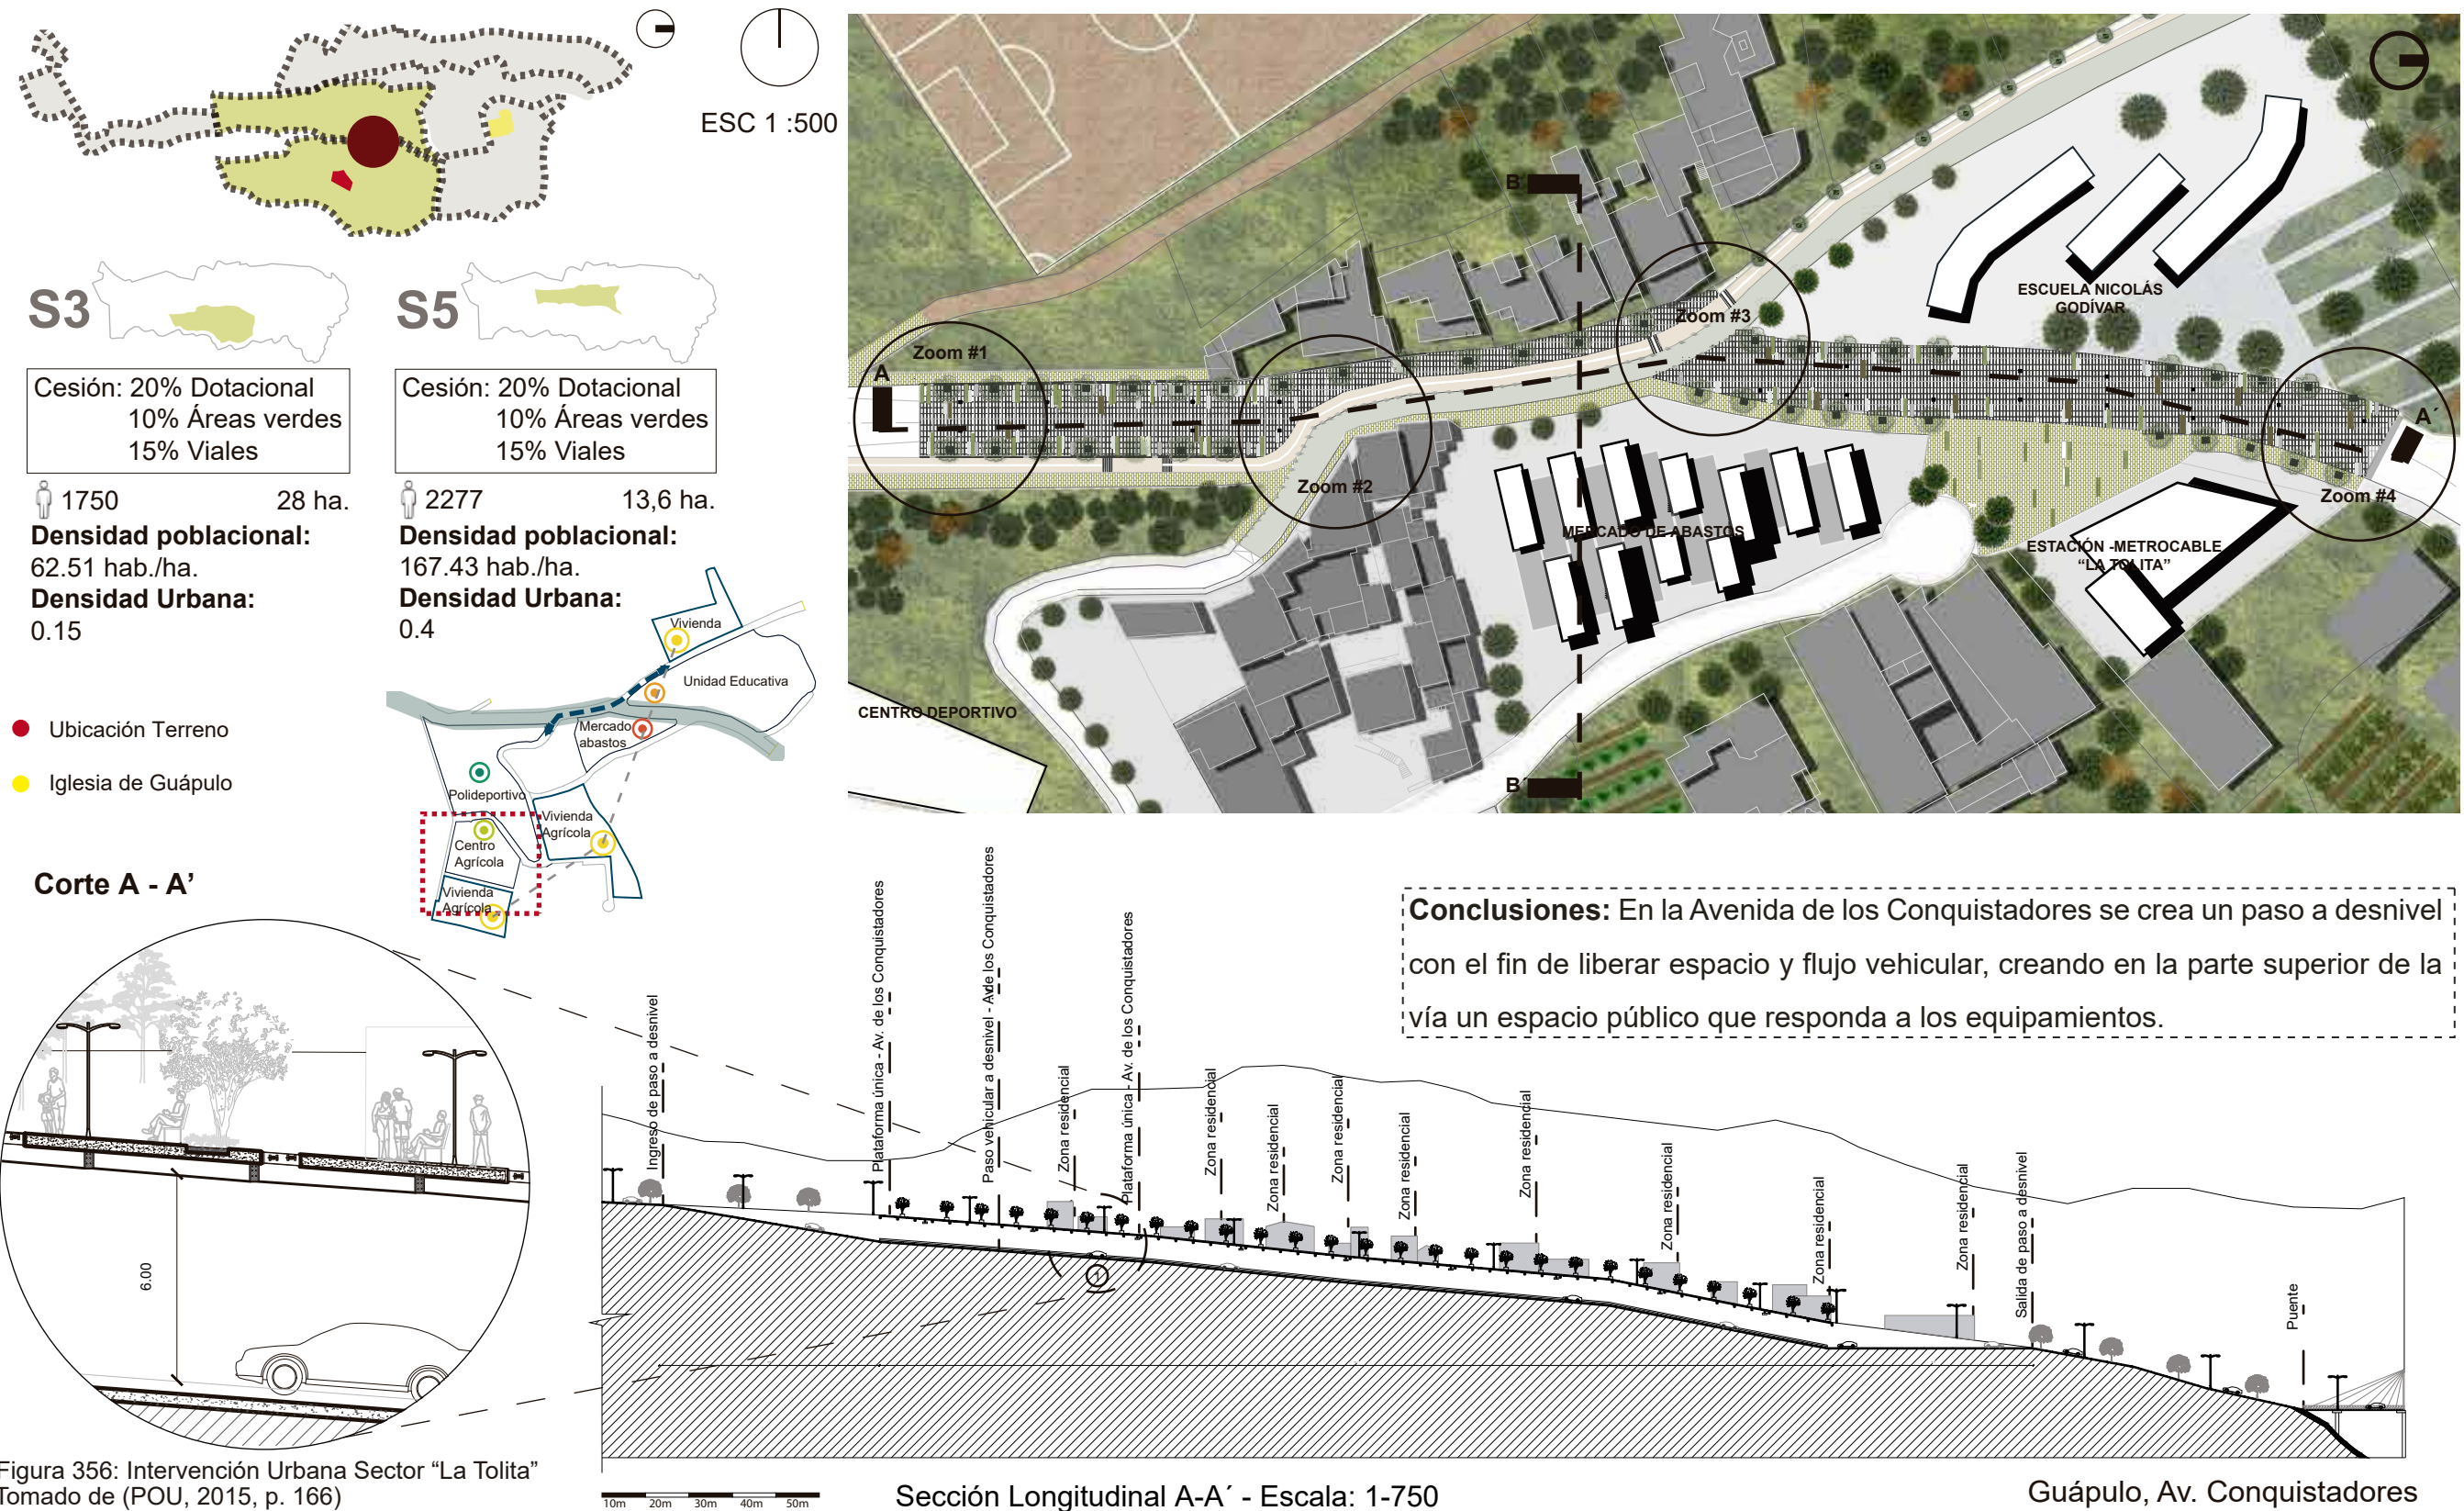 ESC 1 :500
S3
Cesión: 20% Dotacional
10% Áreas verdes
15% Viales
1750 28 ha.
Densidad poblacional:
62.51 hab./ha.
Densidad Urbana:
0.15
S5
Cesión: 20% Dotacional
10% Áreas verdes
15% Viales
2277 13,6 ha.
Densidad poblacional:
167.43 hab./ha.
Densidad Urbana:
0.4
Ubicación Terreno
Iglesia de Guápulo
Vivienda
Unidad Educativa
Mercado
abastos
Polideportivo
Vivienda
Agrícola
Centro
Agrícola
Vivienda
Agrícola
B
ESCUELA NICOLÁS
GODÍVAR
Zoom #3
Zoom #1
A
A´
Zoom #2
Zoom #4
MERCADO DE ABASTOS
ESTACIÓN -METROCABLE
“LA TOLITA”
CENTRO DEPORTIVO
B´
Corte A - A’
6.00
Conclusiones: En la Avenida de los Conquistadores se crea un paso a desnivel
con el fin de liberar espacio y flujo vehicular, creando en la parte superior de la
vía un espacio público que responda a los equipamientos.
Ingreso de paso a desnivel
Plataforma única - Av. de los Conquistadores
Paso vehicular a desnivel - Av.de los Conquistadores
Zona residencial
Plataforma única - Av. de los Conquistadores
Zona residencial
Zona residencial
Zona residencial
Zona residencial
Zona residencial
Zona residencial
Zona residencial
Zona residencial
Salida de paso a desnivel
Puente
1
Figura 356: Intervención Urbana Sector “La Tolita”
Tomado de (POU, 2015, p. 166)
10m 20m 30m 40m 50m
Sección Longitudinal A-A´ - Escala: 1-750
Guápulo, Av. Conquistadores